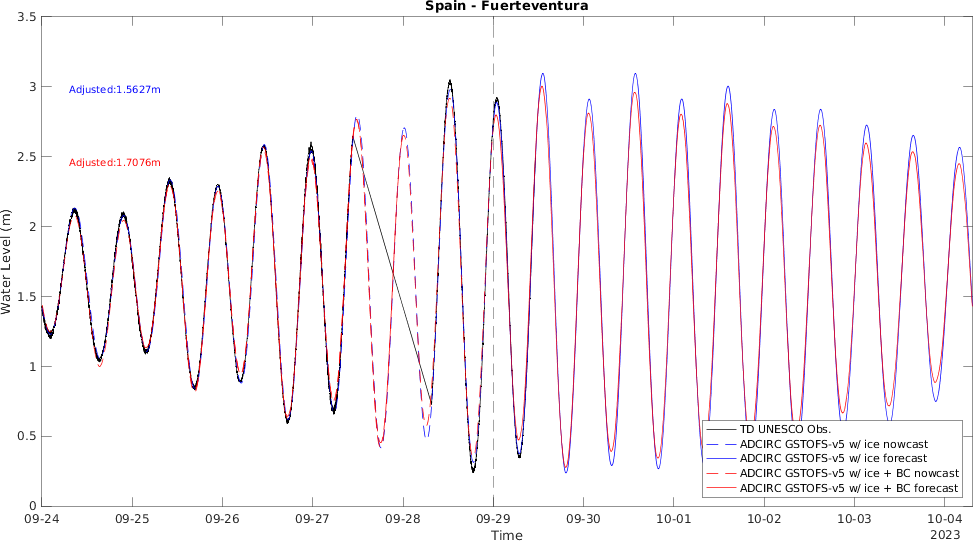 Spain - Fuerteventura
3.5
3
2.5
2
1.5
1
0.5
0
Water Level (m)
Adjusted:1.5627m
Adjusted:1.7076m
TD UNESCO Obs.
ADCIRC GSTOFS-v5 w/ ice nowcast
ADCIRC GSTOFS-v5 w/ ice forecast
ADCIRC GSTOFS-v5 w/ ice + BC nowcast
ADCIRC GSTOFS-v5 w/ ice + BC forecast
09-24 09-25 09-26 09-27 09-28 09-29 09-30 10-01 10-02 10-03 10-04
Time
2023